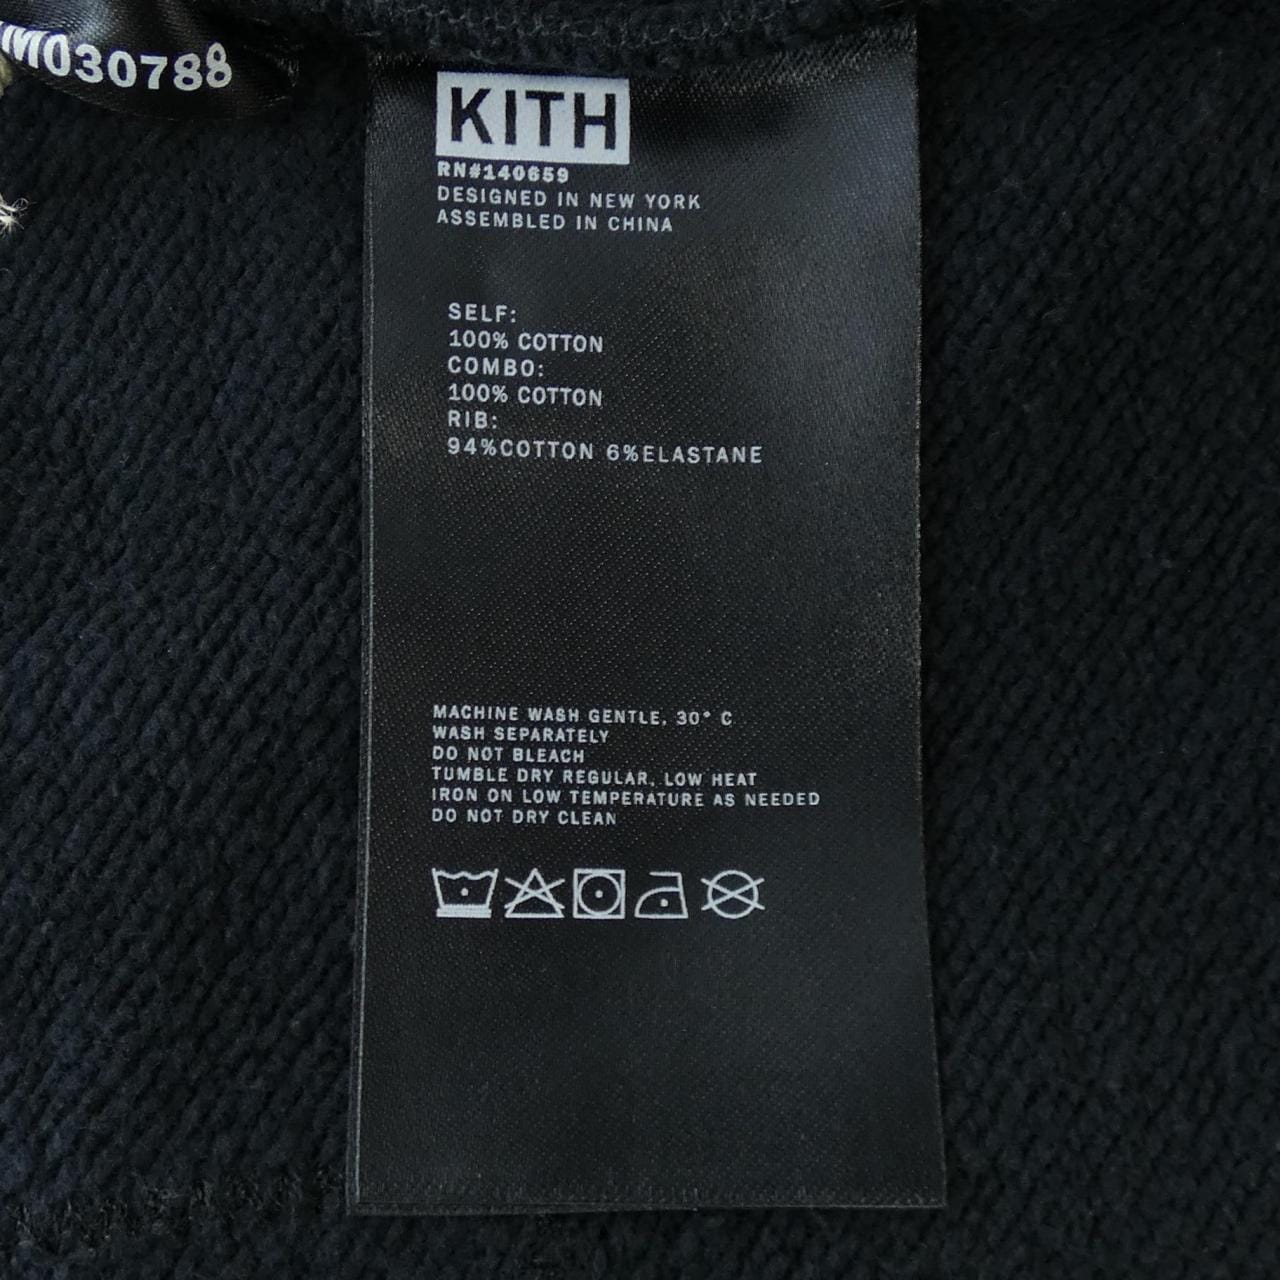 M030788
KITH
RN#140659
DESIGNED IN NEW YORK
ASSEMBLED IN CHINA
SELF:
100% COTTON
COMBO:
100% COTTON
RIB:
94%COTTON 6%ELASTANE
MACHINE WASH GENTLE, 30° C
WASH SEPARATELY
DO NOT BLEACH
TUMBLE DRY REGULAR, LOW HEAT
IRON ON LOW TEMPERATURE AS NEEDED
DO NOT DRY CLEAN